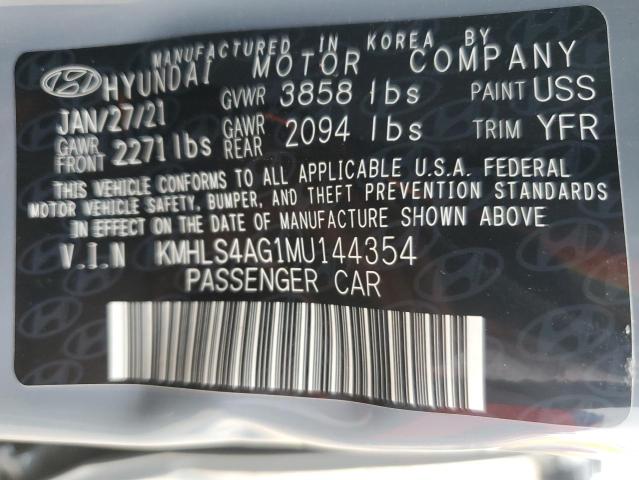 MANUFACTURED IN KOREA BY
HYUNDAI MOTOR COMPANY
JAN/27/21 GVWR 3858 lbs PAINT USS
GAWR FRONT 2271 lbs GAWR REAR 2094 lbs TRIM YFR
THIS VEHICLE CONFORMS TO ALL APPLICABLE U.S.A. FEDERAL
MOTOR VEHICLE SAFETY, BUMPER, AND THEFT PREVENTION STANDARDS
IN EFFECT ON THE DATE OF MANUFACTURE SHOWN ABOVE
V.I.N KMHLS4AG1MU144354
PASSENGER CAR